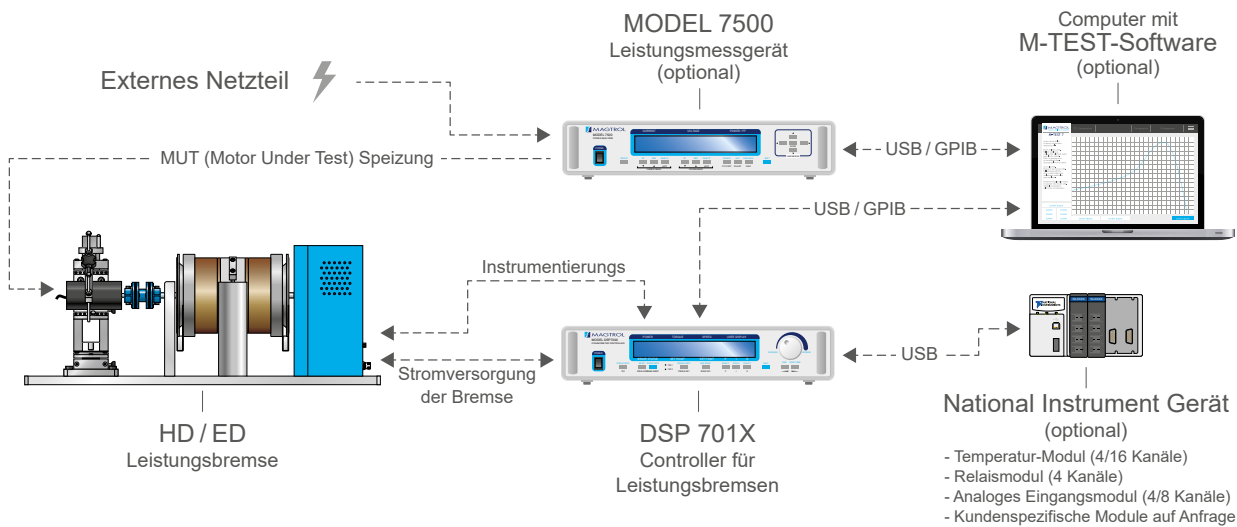 MODEL 7500
Leistungsmessgerät
(optional)
Computer mit
M-TEST-Software
(optional)
Externes Netzteil
MAGTROL
MUT (Motor Under Test) Speizung
USB / GPIB
USB / GPIB
Instrumentierungs
MAGTROL
USB
Stromversorgung
der Bremse
HD / ED
Leistungsbremse
DSP 701X
Controller für
Leistungsbremsen
National Instrument Gerät
(optional)
- Temperatur-Modul (4/16 Kanäle)
- Relaismodul (4 Kanäle)
- Analoges Eingangsmodul (4/8 Kanäle)
- Kundenspezifische Module auf Anfrage